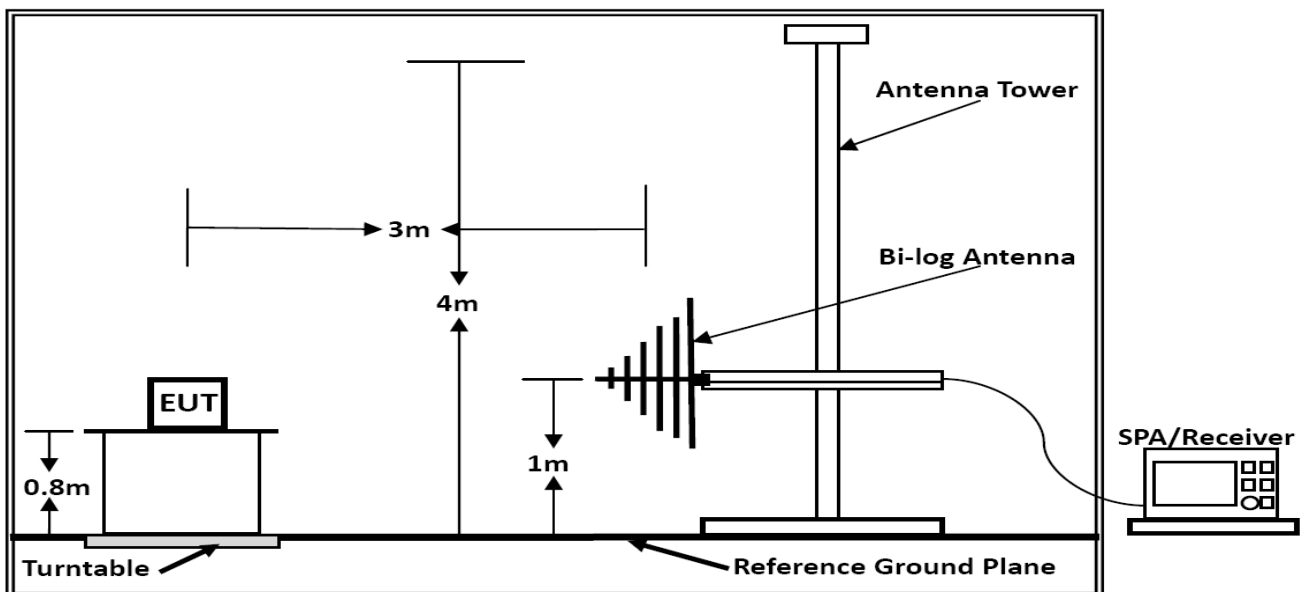 Antenna Tower
3m
Bi-log Antenna
4m
EUT
SPA/Receiver
1m
0.8m
Turntable
Reference Ground Plane